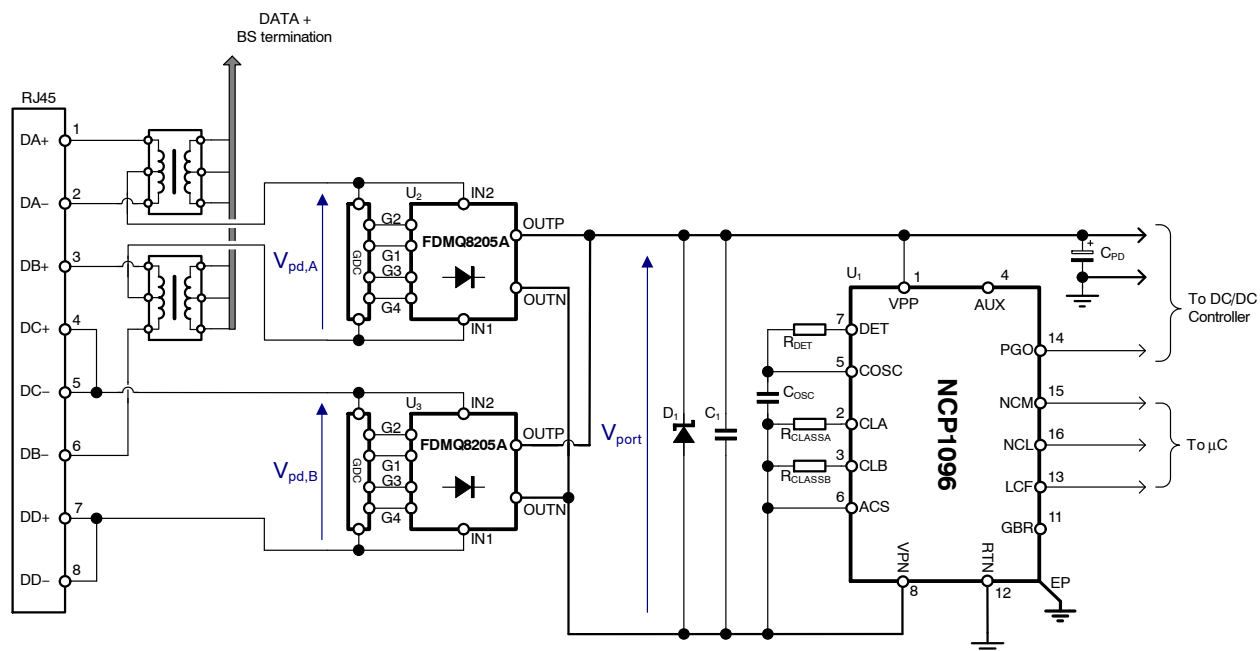 DATA +
BS termination
RJ45
DA+ 1
DA− 2
DB+ 3
DC+ 4
DC− 5
DB− 6
DD+ 7
DD− 8
Vpd,A
GDC
G2
G1
G3
G4
U2
IN2
FDMQ8205A
OUTP
OUTN
IN1
Vpd,B
GDC
G2
G1
G3
G4
U3
IN2
FDMQ8205A
OUTP
OUTN
IN1
Vport
D1
C1
RDET
COSC
RCLASSA
RCLASSB
U1
NCP1096
1
VPP
4
AUX
7 DET
5 COSC
2 CLA
3 CLB
6 ACS
VPN
8
RTN
12
EP
PGO 14
NCM 15
NCL 16
LCF 13
GBR 11
+
CPD
To DC/DC
Controller
To μC